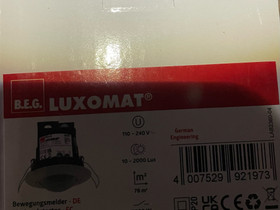 B.E.G. LUXOMAT®
110 - 240 V ~
German
Engineering
10 - 2000 Lux
m²
4 007529 921973
Bewegungsmelder - DE